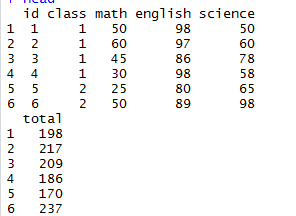 id class math english science
1  1     1   50      98      50
2  2     1   60      97      60
3  3     1   45      86      78
4  4     1   30      98      58
5  5     2   25      80      65
6  6     2   50      89      98
  total
1   198
2   217
3   209
4   186
5   170
6   237